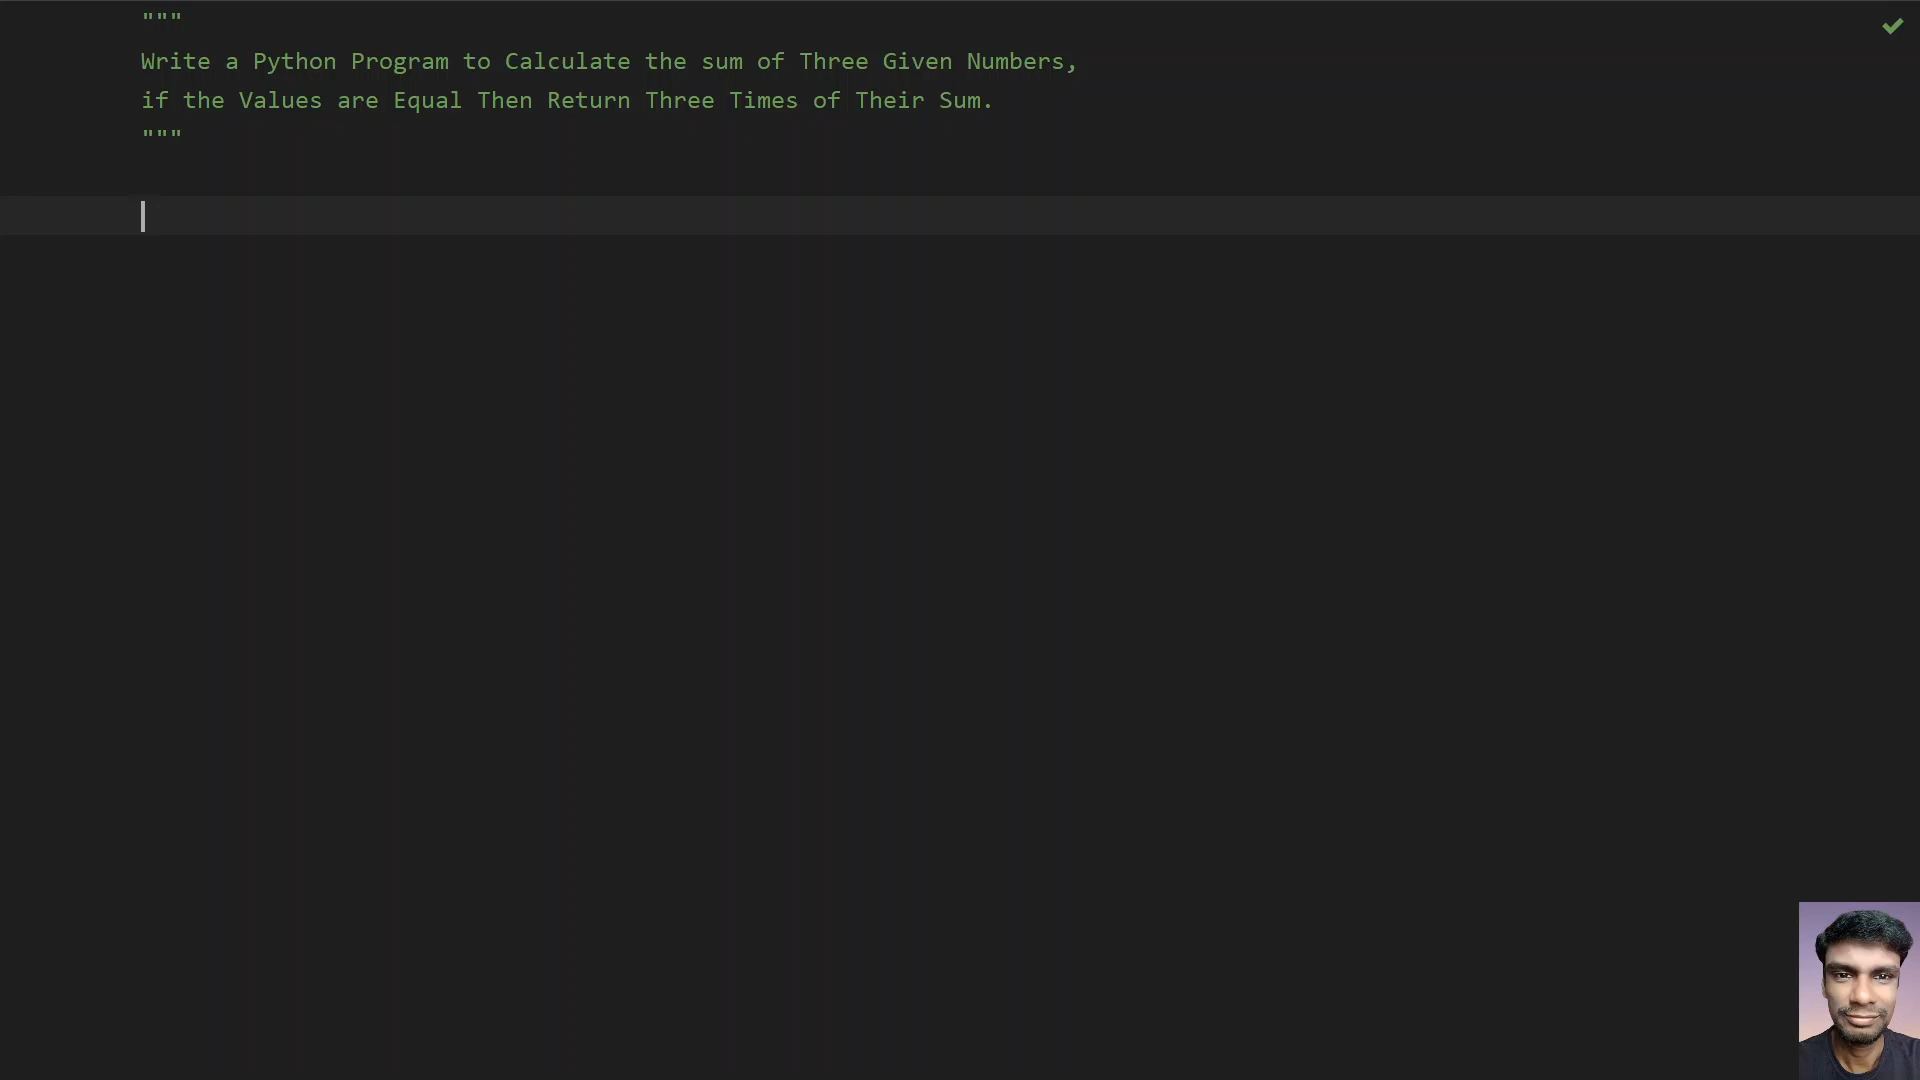 """
Write a Python Program to Calculate the sum of Three Given Numbers,
if the Values are Equal Then Return Three Times of Their Sum.
"""